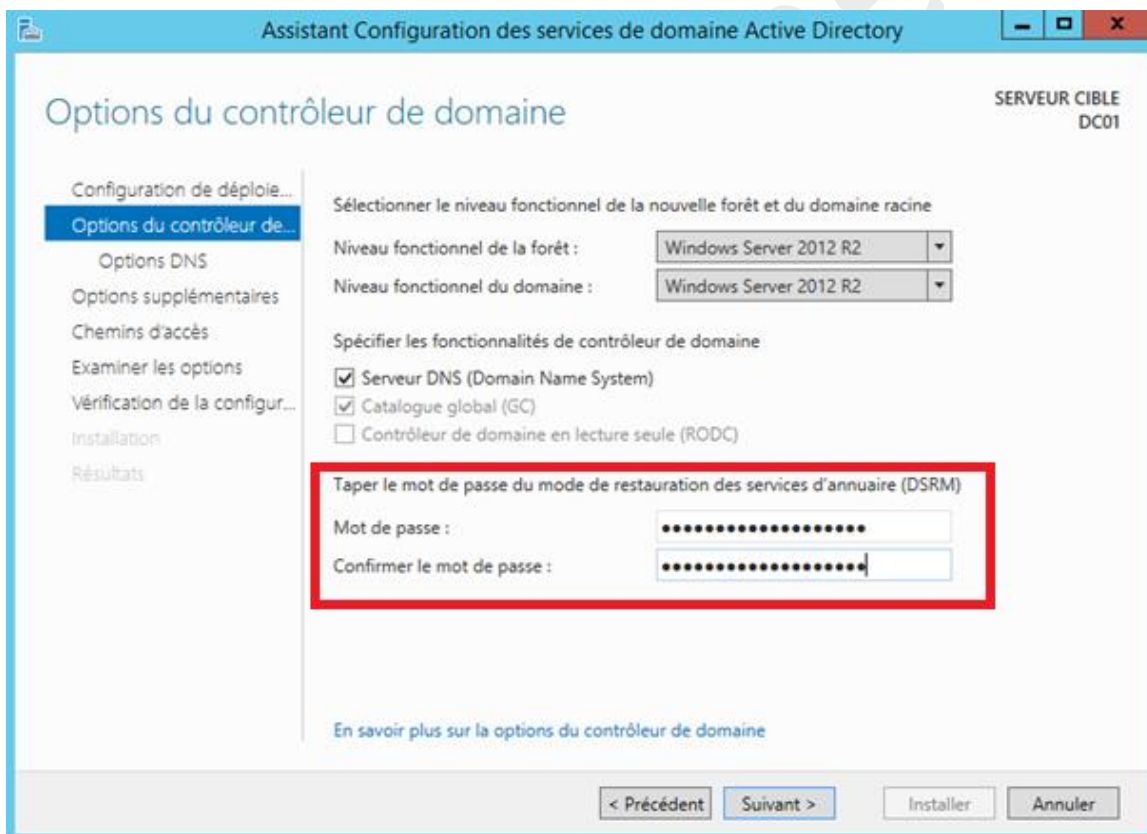 Assistant Configuration des services de domaine Active Directory
Options du contrôleur de domaine
SERVEUR CIBLE
DC01
Configuration de déploie...
Options du contrôleur de...
Options DNS
Options supplémentaires
Chemins d'accès
Examiner les options
Vérification de la configur...
Installation
Résultats
Sélectionner le niveau fonctionnel de la nouvelle forêt et du domaine racine
Niveau fonctionnel de la forêt : Windows Server 2012 R2
Niveau fonctionnel du domaine : Windows Server 2012 R2
Spécifier les fonctionnalités de contrôleur de domaine
Serveur DNS (Domain Name System)
Catalogue global (GC)
Contrôleur de domaine en lecture seule (RODC)
Taper le mot de passe du mode de restauration des services d'annuaire (DSRM)
Mot de passe : •••••••••••••••••••
Confirmer le mot de passe : •••••••••••••••••••
En savoir plus sur la options du contrôleur de domaine
< Précédent Suivant > Installer Annuler